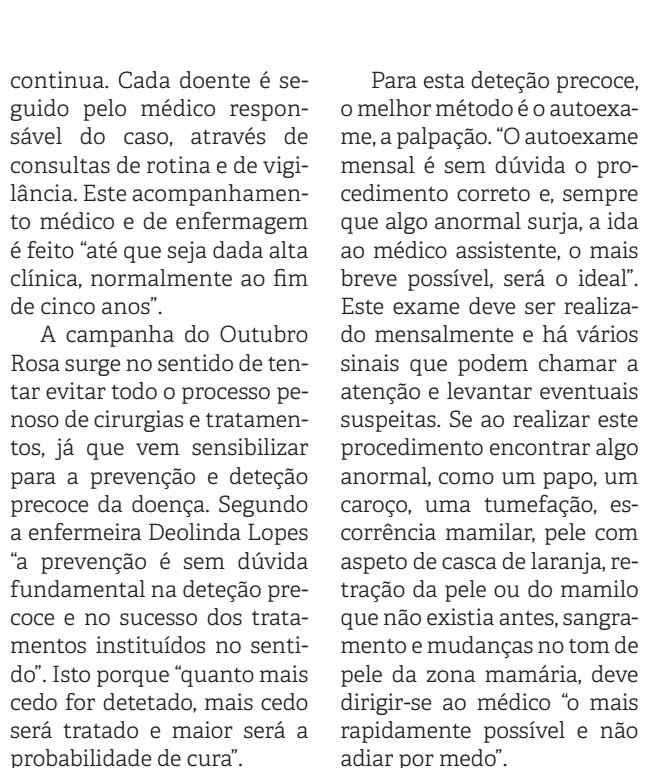 continua. Cada doente é se-
guido pelo médico respon-
sável do caso, através de
consultas de rotina e de vigi-
lância. Este acompanhamen-
to médico e de enfermagem
é feito “até que seja dada alta
clínica, normalmente ao fim
de cinco anos”.
A campanha do Outubro
Rosa surge no sentido de ten-
tar evitar todo o processo pe-
noso de cirurgias e tratamen-
tos, já que vem sensibilizar
para a prevenção e deteção
precoce da doença. Segundo
a enfermeira Deolinda Lopes
“a prevenção é sem dúvida
fundamental na deteção pre-
coce e no sucesso dos trata-
mentos instituídos no senti-
do”. Isto porque “quanto mais
cedo for detetado, mais cedo
será tratado e maior será a
probabilidade de cura”.
Para esta deteção precoce,
o melhor método é o autoexa-
me, a palpação. “O autoexame
mensal é sem dúvida o pro-
cedimento correto e, sempre
que algo anormal surja, a ida
ao médico assistente, o mais
breve possível, será o ideal”.
Este exame deve ser realiza-
do mensalmente e há vários
sinais que podem chamar a
atenção e levantar eventuais
suspeitas. Se ao realizar este
procedimento encontrar algo
anormal, como um papo, um
caroço, uma tumefação, es-
corrência mamilar, pele com
aspeto de casca de laranja, re-
tração da pele ou do mamilo
que não existia antes, sangra-
mento e mudanças no tom de
pele da zona mamária, deve
dirigir-se ao médico “o mais
rapidamente possível e não
adiar por medo”.